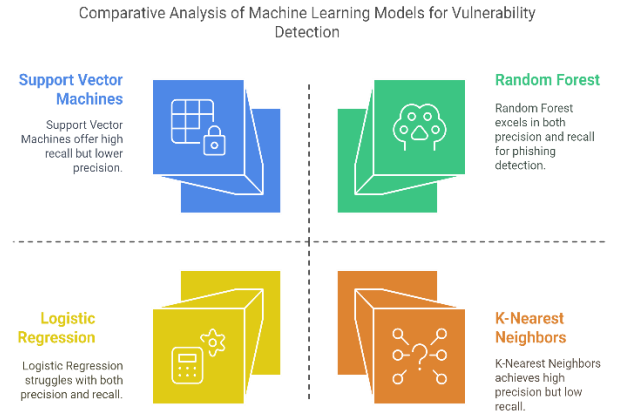 Comparative Analysis of Machine Learning Models for Vulnerability
Detection
Support Vector
Machines
Support Vector
Machines offer high
recall but lower
precision.
Random Forest
Random Forest
excels in both
precision and recall
for phishing
detection.
Logistic
Regression
Logistic Regression
struggles with both
precision and recall.
K-Nearest
Neighbors
K-Nearest Neighbors
achieves high
precision but low
recall.